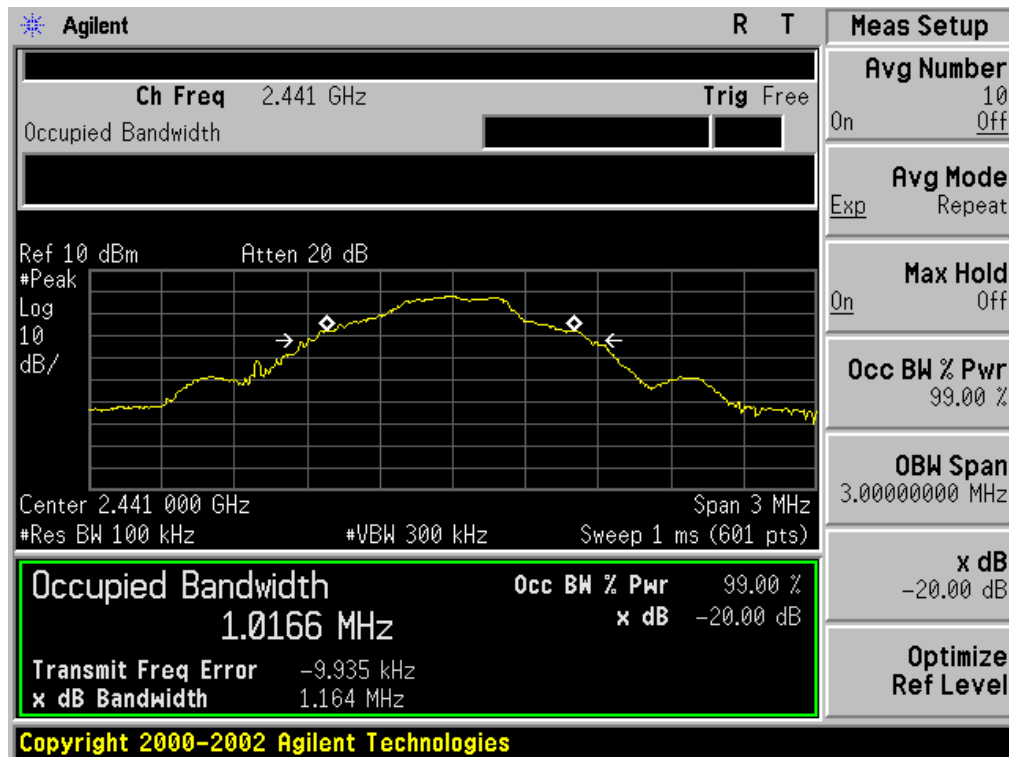 Agilent R T
Ch Freq 2.441 GHz Trig Free
Occupied Bandwidth
Ref 10 dBm Atten 20 dB
#Peak
Log
10
dB/
Center 2.441 000 GHz Span 3 MHz
#Res BW 100 kHz #VBW 300 kHz Sweep 1 ms (601 pts)
Occupied Bandwidth
1.0166 MHz
Occ BW % Pwr 99.00 %
x dB -20.00 dB
Transmit Freq Error -9.935 kHz
x dB Bandwidth 1.164 MHz
Copyright 2000-2002 Agilent Technologies
Meas Setup
Avg Number
10
On Off
Avg Mode
Exp Repeat
Max Hold
On Off
Occ BW % Pwr
99.00 %
OBW Span
3.00000000 MHz
x dB
-20.00 dB
Optimize
Ref Level